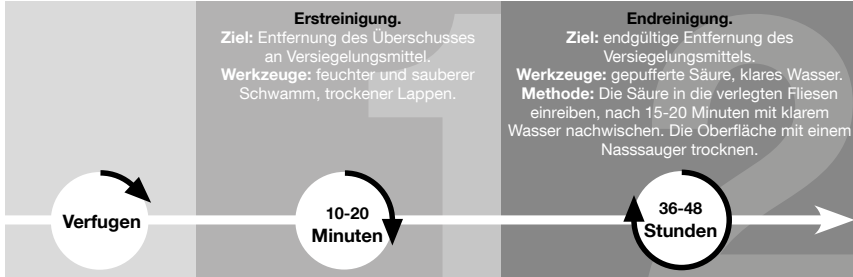 Erstreinigung.
Ziel: Entfernung des Überschusses
an Versiegelungsmittel.
Werkzeuge: feuchter und sauberer
Schwamm, trockener Lappen.
1
Endreinigung.
Ziel: endgültige Entfernung des
Versiegelungsmittels.
Werkzeuge: gepufferte Säure, klares Wasser.
Methode: Die Säure in die verlegten Fliesen
einreiben, nach 15-20 Minuten mit klarem
Wasser nachwischen. Die Oberfläche mit einem
Nasssauger trocknen.
2
Verfugen
10-20
Minuten
36-48
Stunden